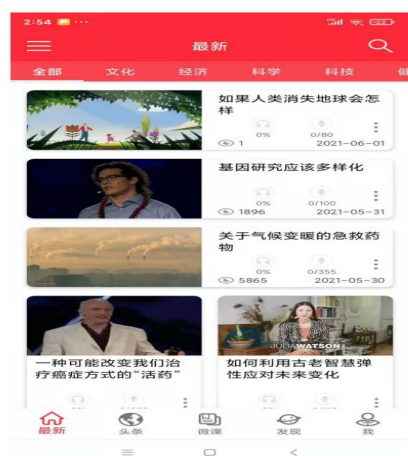 2:54
最新
全部 文化 经济 科学 科技
如果人类消失地球会怎
样
0% 0/80
1 2021-06-01
基因研究应该多样化
0% 0/100
1896 2021-05-31
关于气候变暖的急救药
物
0% 0/355
5865 2021-05-30
JULIA WATSON
一种可能改变我们治
疗癌症方式的“活药”
如何利用古老智慧弹
性应对未来变化
最新 头条 微课 发现 我